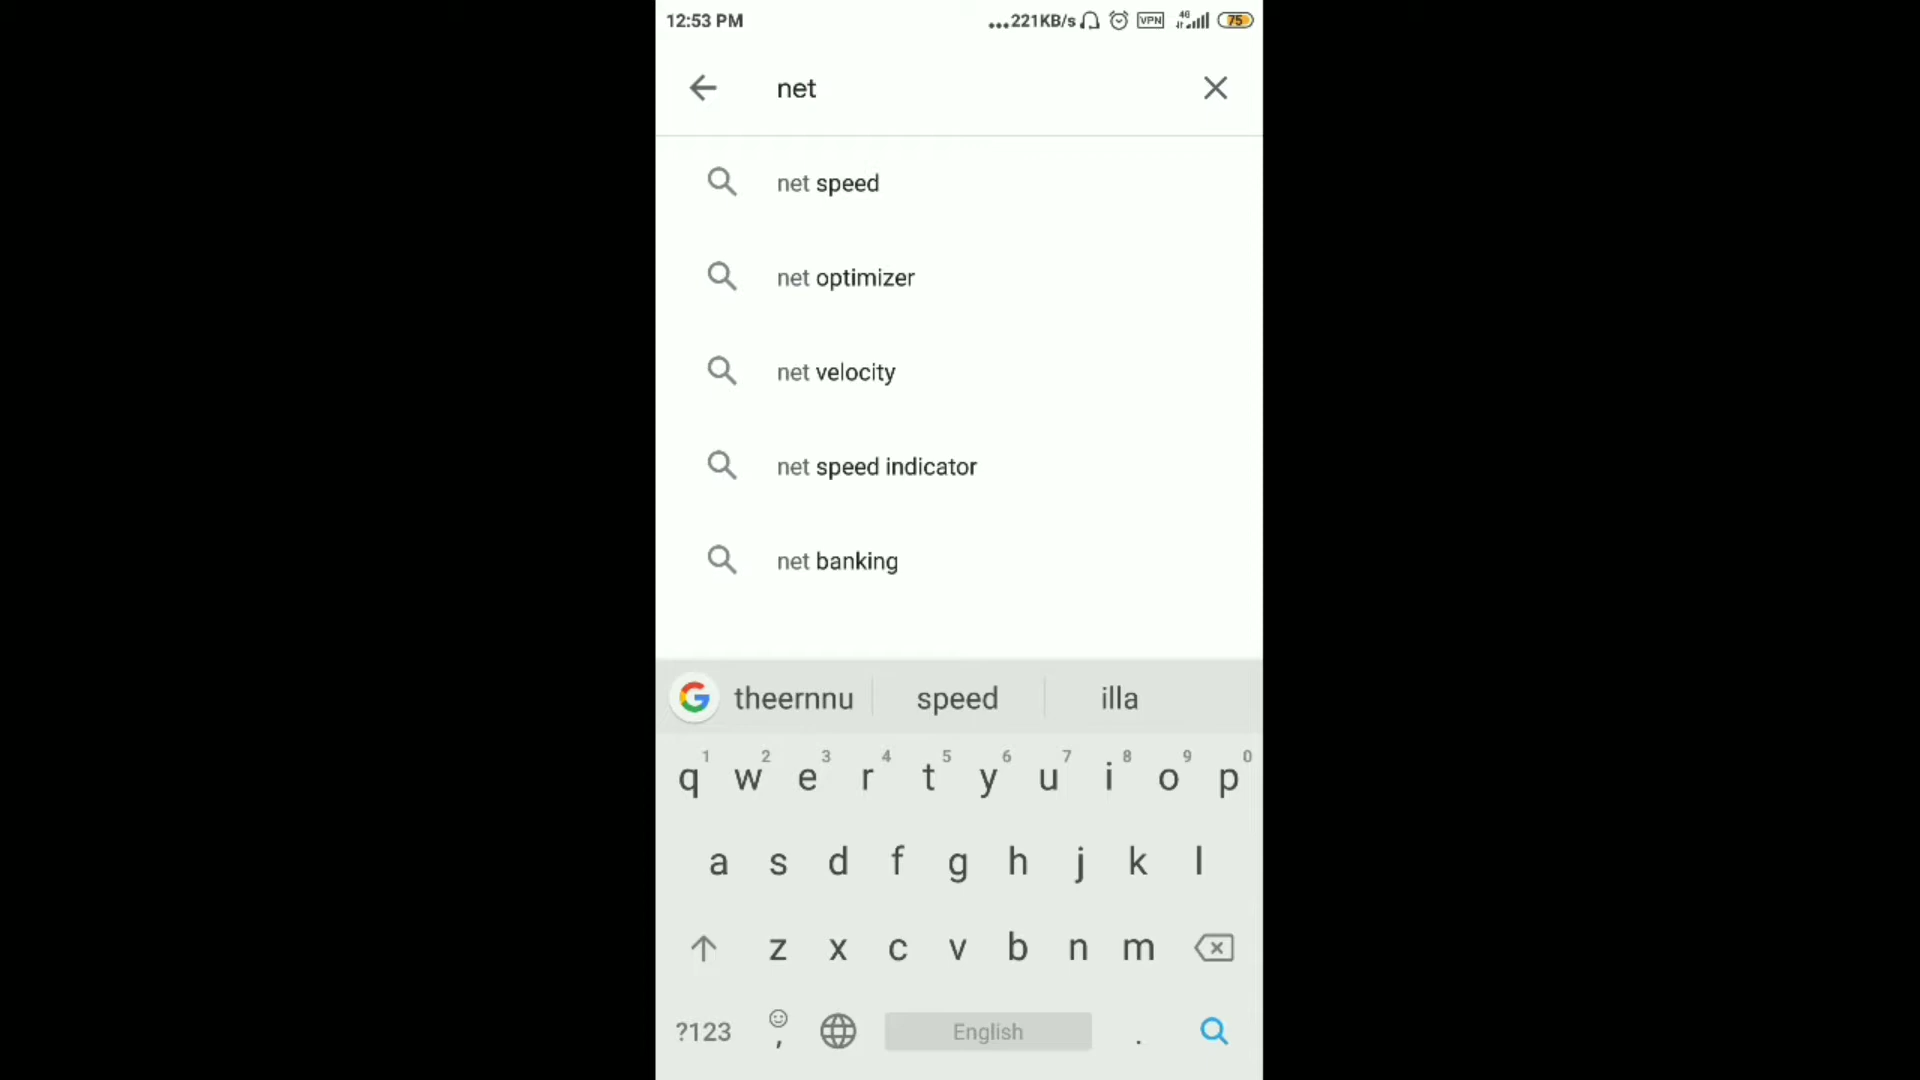 12:53 PM ...221KB/s VPN 4G 75
net
net speed
net optimizer
net velocity
net speed indicator
net banking
theernnu speed illa
1 2 3 4 5 6 7 8 9 0
q w e r t y u i o p
a s d f g h j k l
z x c v b n m
?123 , English .